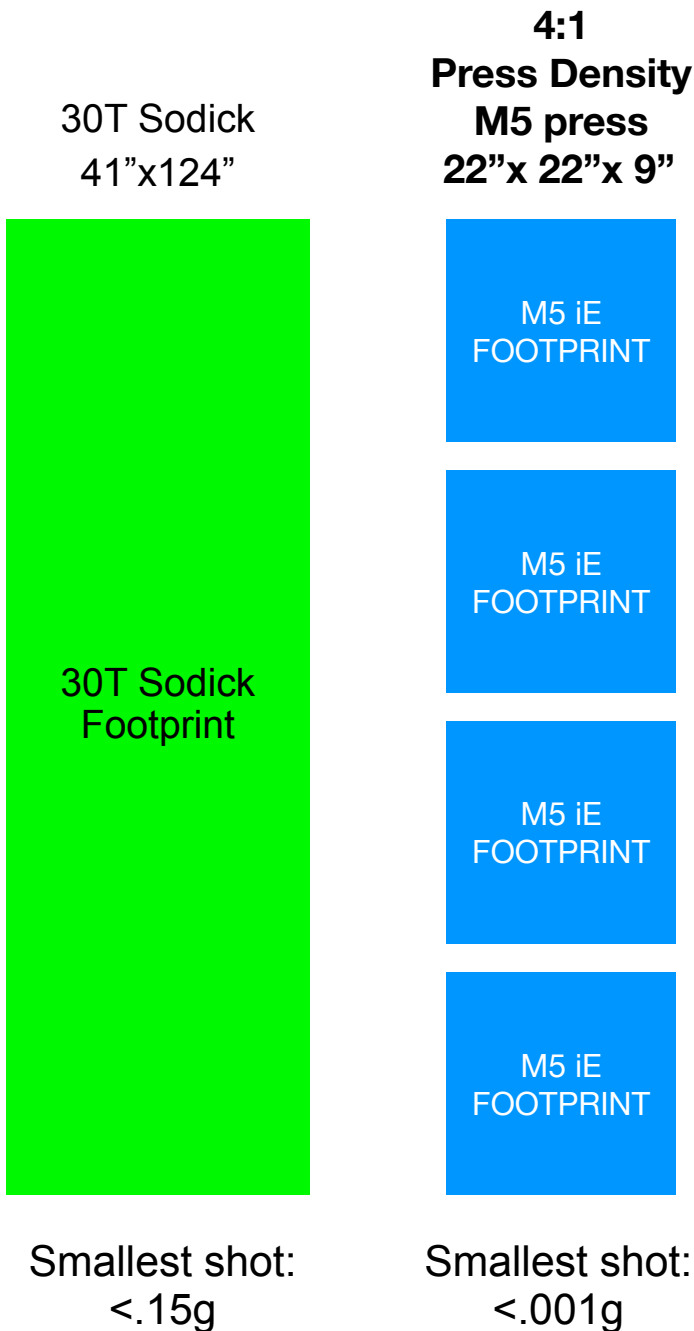 30T Sodick
41”x124”
4:1
Press Density
M5 press
22”x 22”x 9”
30T Sodick
Footprint
M5 iE
FOOTPRINT
M5 iE
FOOTPRINT
M5 iE
FOOTPRINT
M5 iE
FOOTPRINT
Smallest shot:
<.15g
Smallest shot:
<.001g